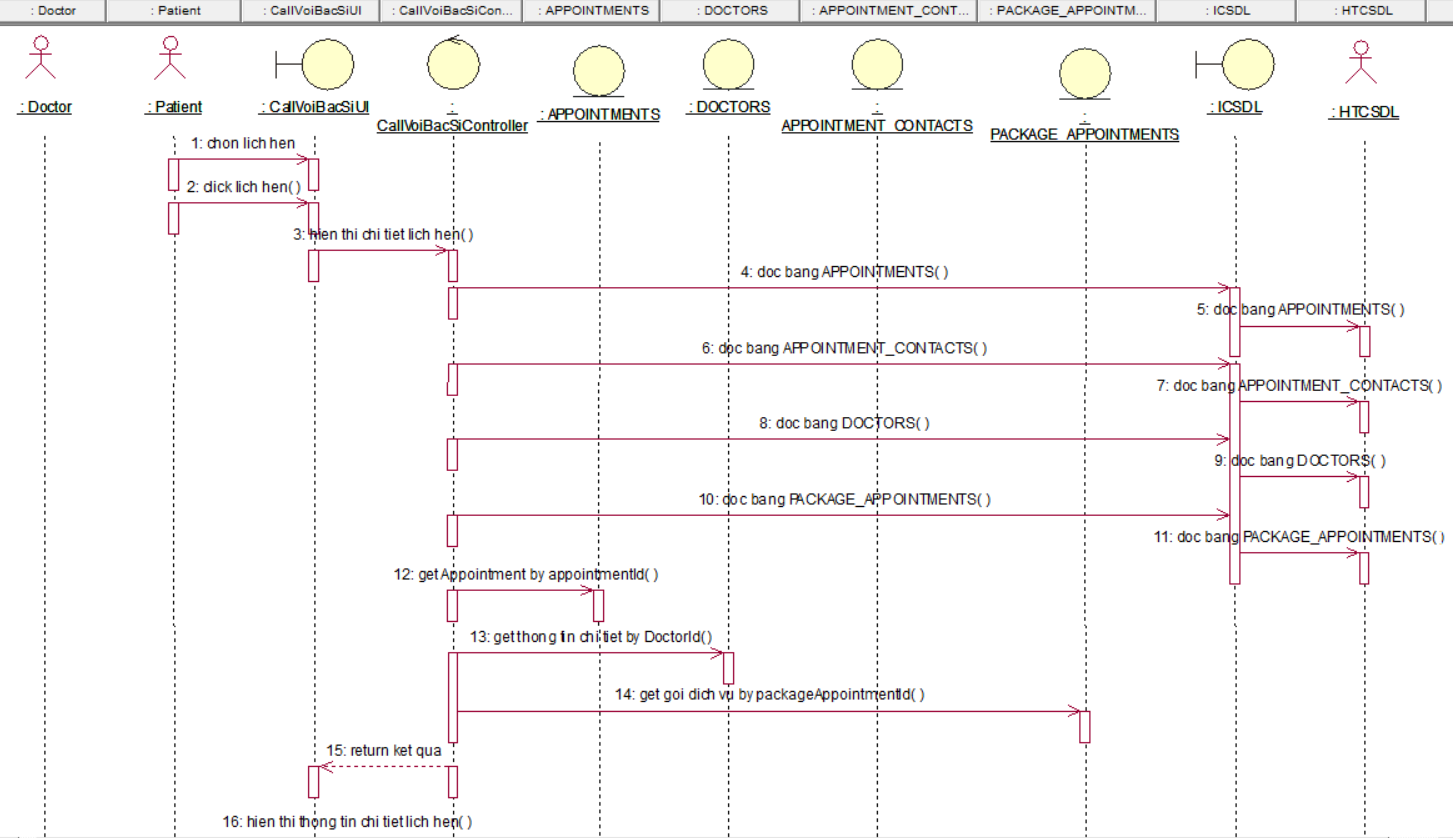 : Doctor
: Patient
: CallVoiBacSiUI
: CallVoiBacSiCon...
: APPOINTMENTS
: DOCTORS
: APPOINTMENT_CONT...
: PACKAGE_APPOINTM...
: ICSDL
: HTCSDL
: Doctor
: Patient
: CallVoiBacSiUI
:
CallVoiBacSiController
: APPOINTMENTS
: DOCTORS
:
APPOINTMENT_CONTACTS
:
PACKAGE_APPOINTMENTS
: ICSDL
: HTCSDL
1: chon lich hen
2: click lich hen( )
3: hien thi chi tiet lich hen( )
4: doc bang APPOINTMENTS( )
5: doc bang APPOINTMENTS( )
6: doc bang APPOINTMENT_CONTACTS( )
7: doc bang APPOINTMENT_CONTACTS( )
8: doc bang DOCTORS( )
9: doc bang DOCTORS( )
10: doc bang PACKAGE_APPOINTMENTS( )
11: doc bang PACKAGE_APPOINTMENTS( )
12: getAppointment by appointmentId( )
13: get thong tin chi tiet by DoctorId()
14: get goi dich vu by packageAppointmentId( )
15: return ket qua
16: hien thi thong tin chi tiet lich hen( )